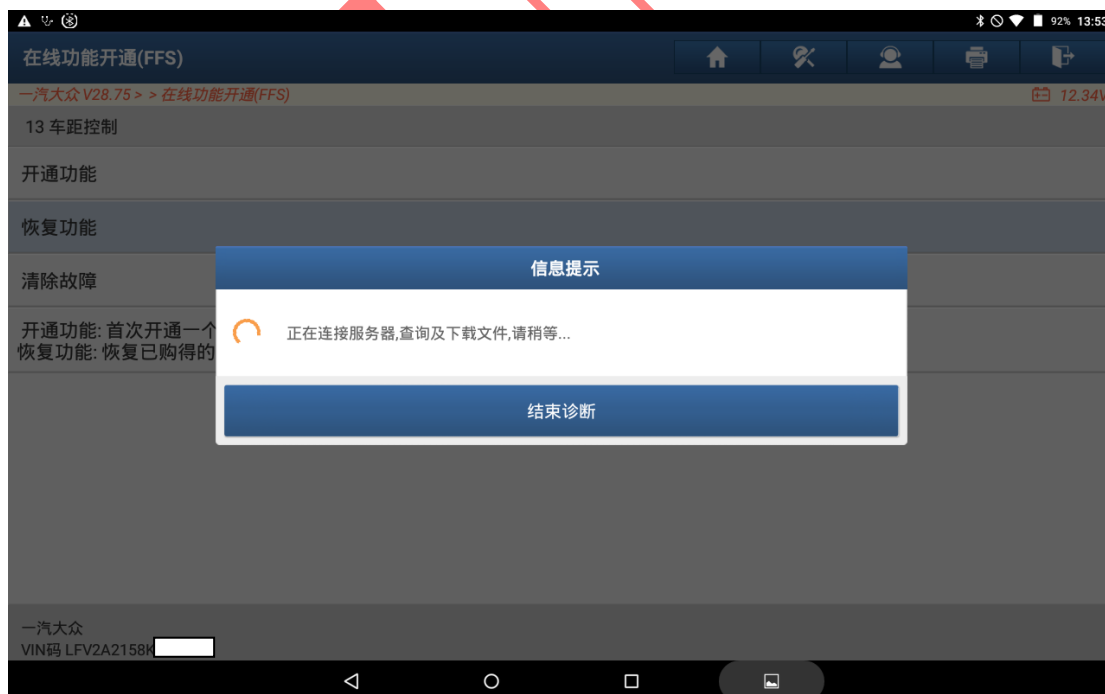 92% 13:53
在线功能开通(FFS)
一汽大众 V28.75 > > 在线功能开通(FFS)
12.34V
13 车距控制
开通功能
恢复功能
清除故障
开通功能: 首次开通一个
恢复功能: 恢复已购得的
信息提示
正在连接服务器,查询及下载文件,请稍等...
结束诊断
一汽大众
VIN码 LFV2A2158K